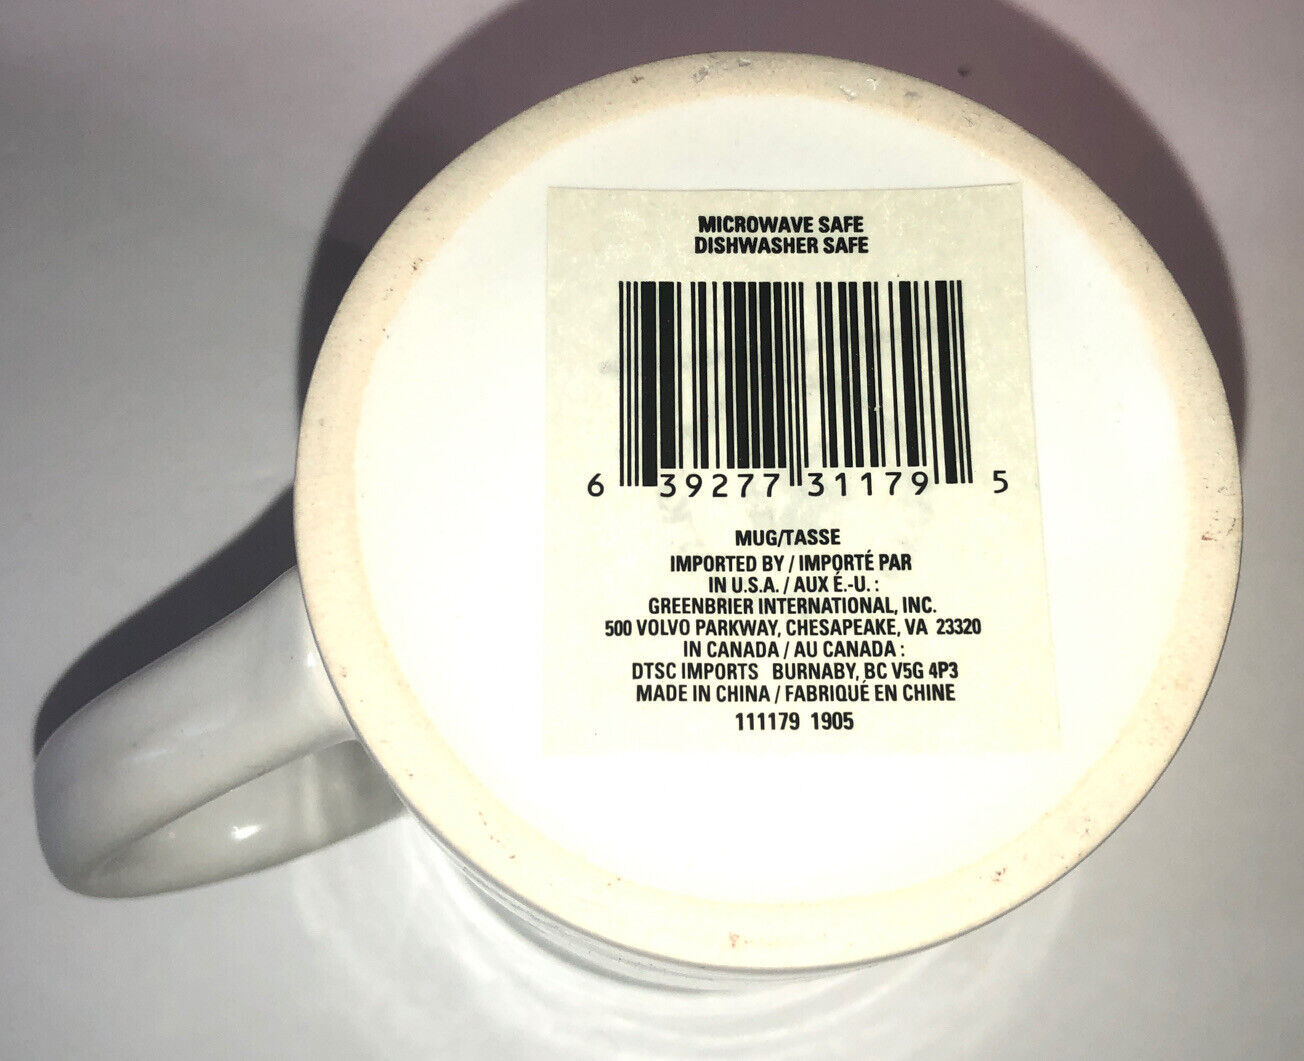 MICROWAVE SAFE
DISHWASHER SAFE
6 39277 31179 5
MUG/TASSE
IMPORTED BY / IMPORTÉ PAR
IN U.S.A. / AUX É.-U. :
GREENBRIER INTERNATIONAL, INC.
500 VOLVO PARKWAY, CHESAPEAKE, VA 23320
IN CANADA / AU CANADA :
DTSC IMPORTS BURNABY, BC V5G 4P3
MADE IN CHINA / FABRIQUÉ EN CHINE
111179 1905